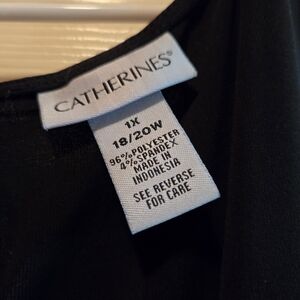 CATHERINES®
1X
18/20W
96% POLYESTER
4% SPANDEX
MADE IN
INDONESIA
SEE REVERSE
FOR CARE